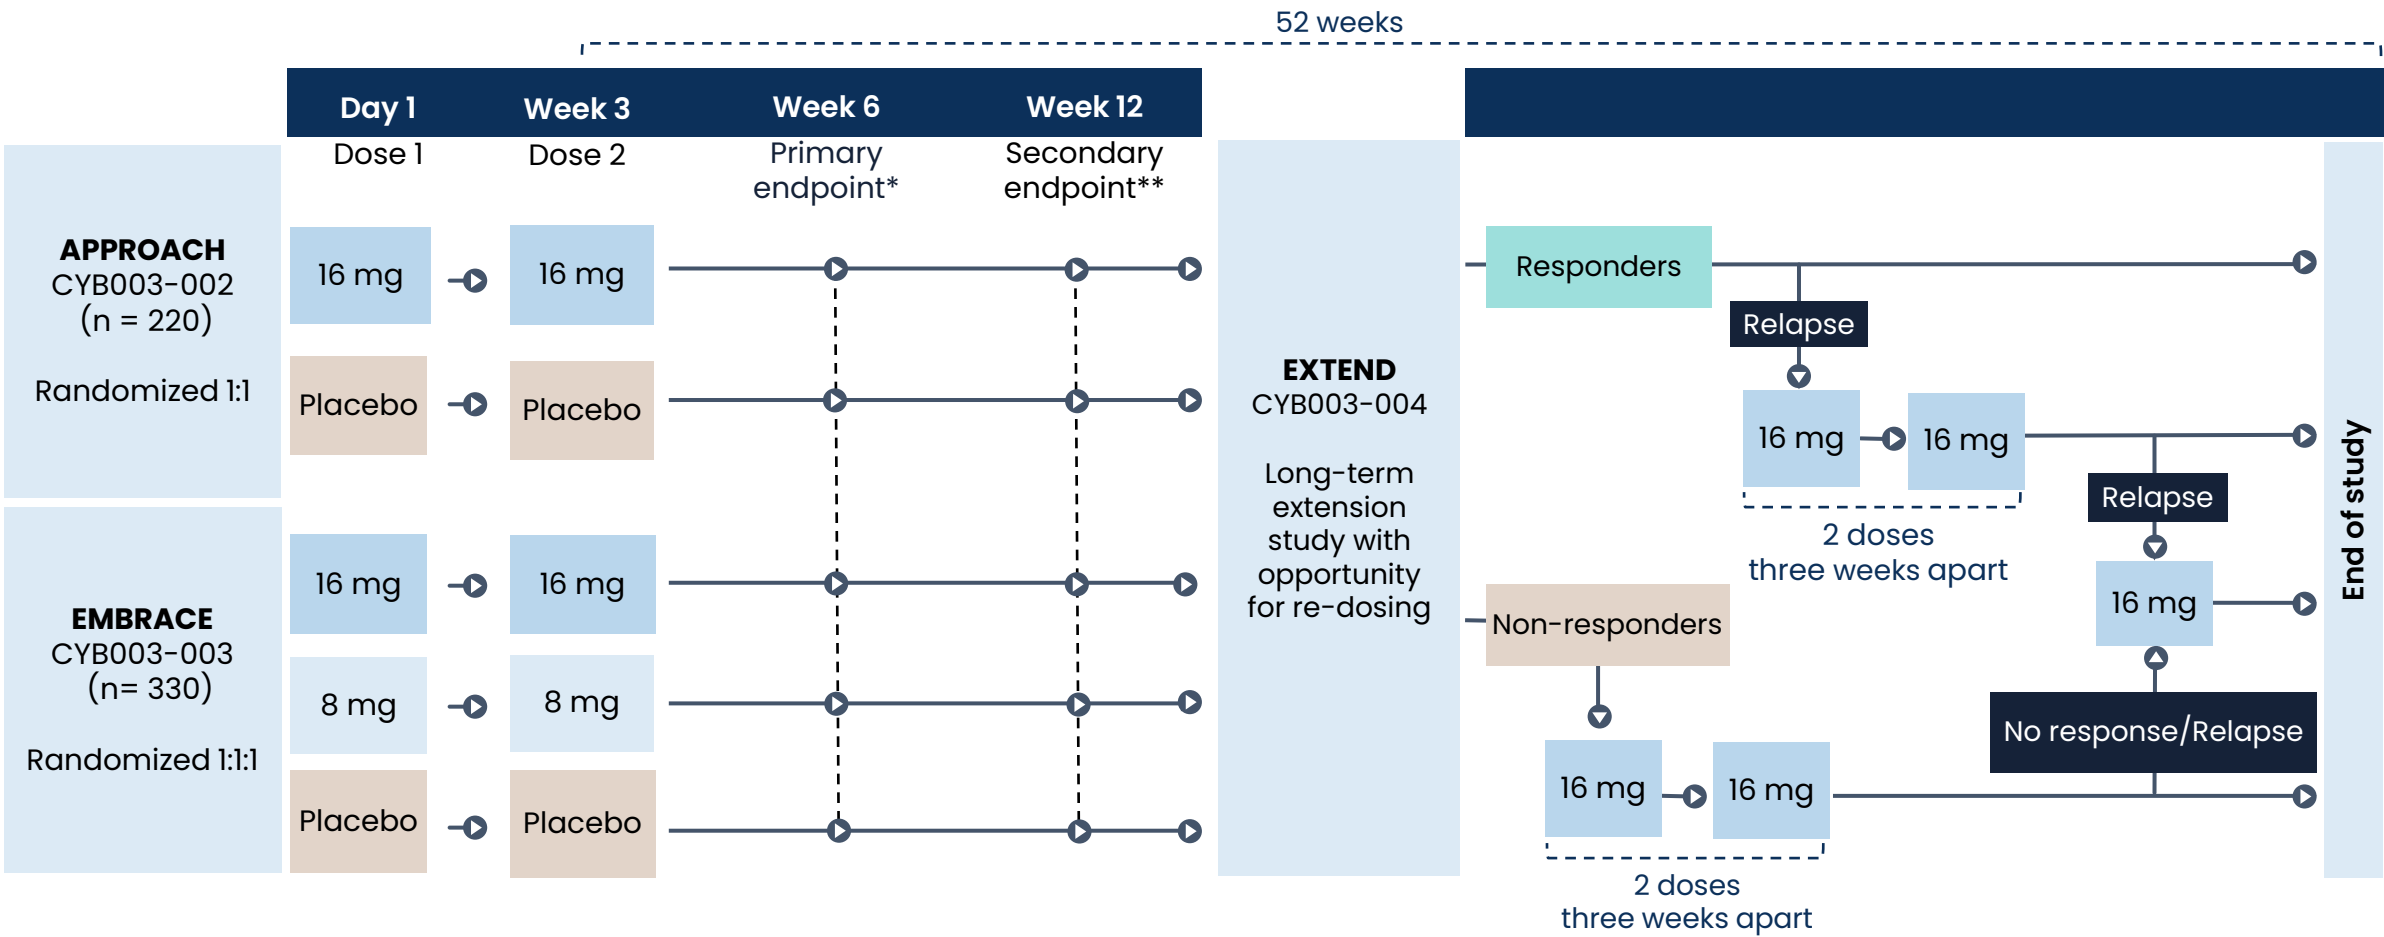 52 weeks
Day 1
Week 3
Week 6
Week 12
Dose 1
Dose 2
Primary
endpoint*
Secondary
endpoint**
APPROACH
CYB003-002
(n = 220)
Randomized 1:1
16 mg
16 mg
Placebo
Placebo
EMBRACE
CYB003-003
(n= 330)
Randomized 1:1:1
16 mg
16 mg
8 mg
8 mg
Placebo
Placebo
EXTEND
CYB003-004
Long-term
extension
study with
opportunity
for re-dosing
Responders
Relapse
16 mg
16 mg
2 doses
three weeks apart
Relapse
16 mg
Non-responders
16 mg
16 mg
2 doses
three weeks apart
No response/Relapse
End of study